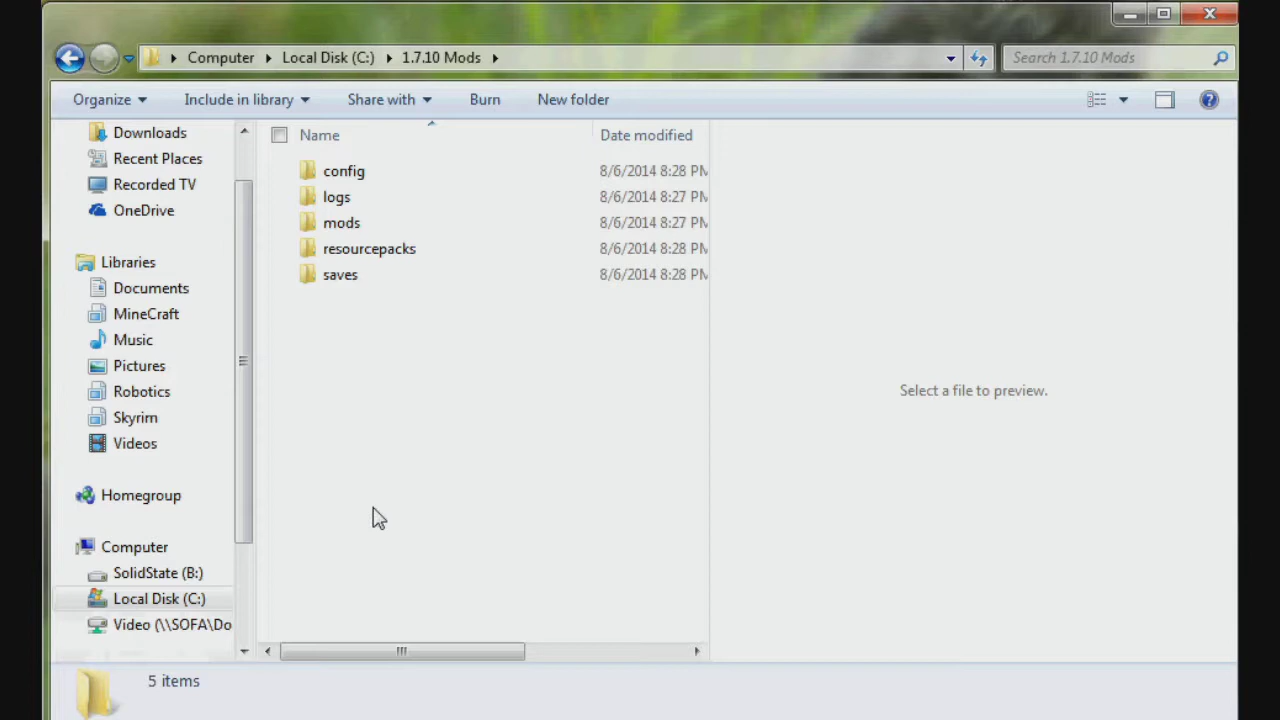 Computer Local Disk (C:) 1.7.10 Mods
Search 1.7.10 Mods
Organize Include in library Share with Burn New folder
Downloads
Recent Places
Recorded TV
OneDrive
Libraries
Documents
MineCraft
Music
Pictures
Robotics
Skyrim
Videos
Homegroup
Computer
SolidState (B:)
Local Disk (C:)
Video (\\SOFA\Do
Name Date modified
config 8/6/2014 8:28 PM
logs 8/6/2014 8:27 PM
mods 8/6/2014 8:27 PM
resourcepacks 8/6/2014 8:28 PM
saves 8/6/2014 8:28 PM
Select a file to preview.
5 items